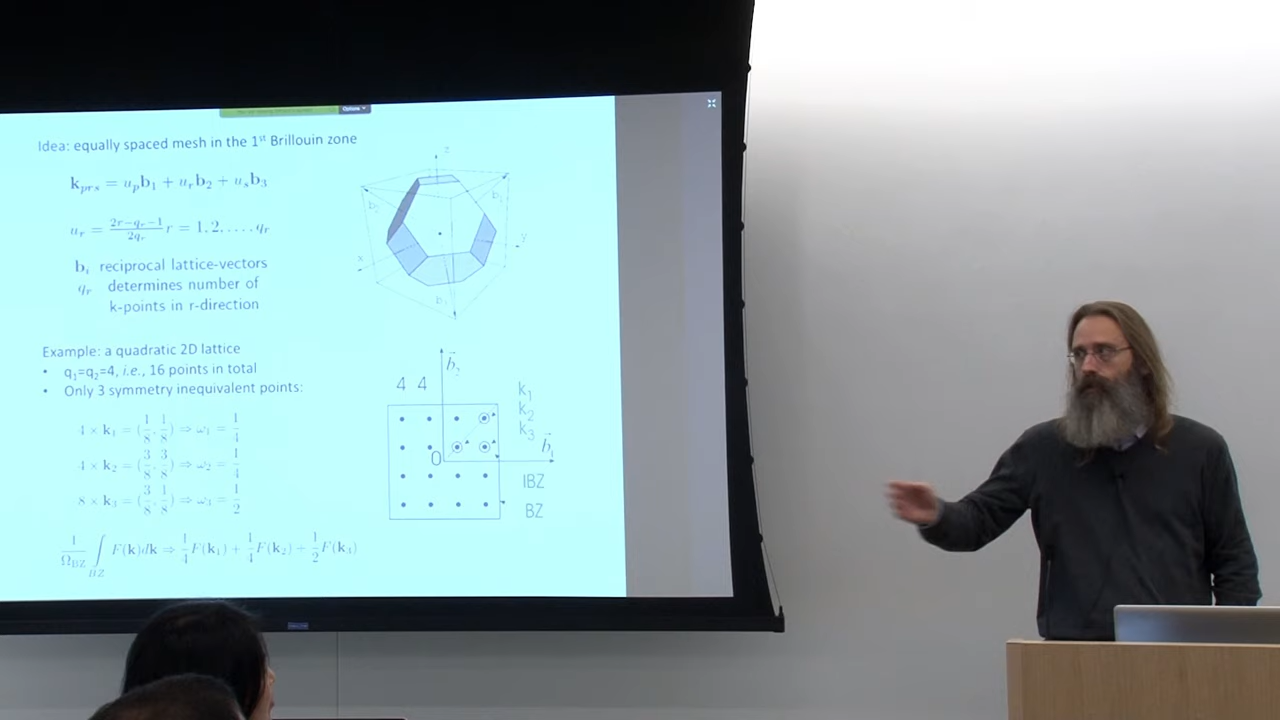 Options
Idea: equally spaced mesh in the 1st Brillouin zone
k_prs = u_p b_1 + u_r b_2 + u_s b_3
u_r = (2r-q_r-1)/(2q_r) r = 1, 2, . . . . , q_r
b_i reciprocal lattice-vectors
q_r determines number of
k-points in r-direction
z
y
x
Example: a quadratic 2D lattice
• q1=q2=4, i.e., 16 points in total
• Only 3 symmetry inequivalent points:
4 × k_1 = (1/8, 1/8) ⇒ ω_1 = 1/4
4 × k_2 = (3/8, 3/8) ⇒ ω_2 = 1/4
8 × k_3 = (3/8, 1/8) ⇒ ω_3 = 1/2
1/Ω_BZ ∫_BZ F(k)dk ⇒ 1/4 F(k_1) + 1/4 F(k_2) + 1/2 F(k_3)
b_2
4 4
k_1
k_2
k_3
b_1
0
IBZ
BZ